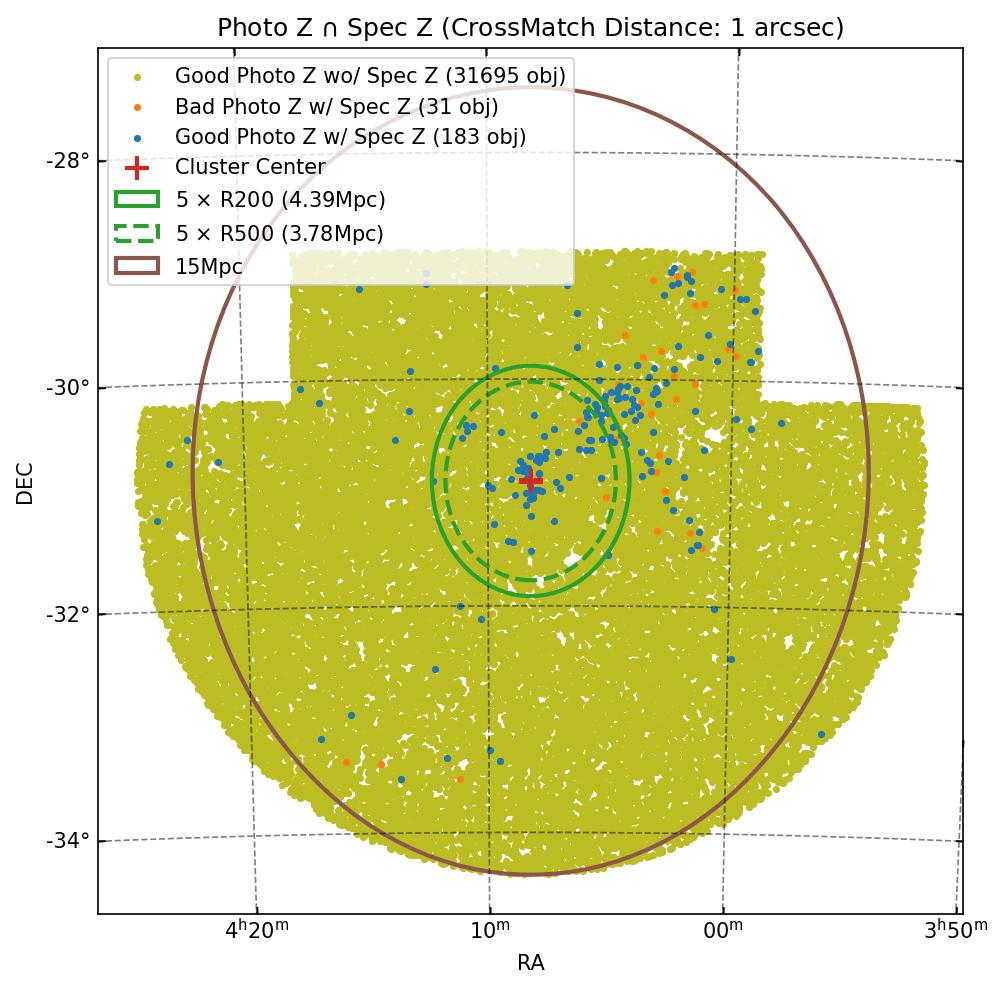 Photo Z ∩ Spec Z (CrossMatch Distance: 1 arcsec)
Good Photo Z wo/ Spec Z (31695 obj)
Bad Photo Z w/ Spec Z (31 obj)
Good Photo Z w/ Spec Z (183 obj)
Cluster Center
5 × R200 (4.39Mpc)
5 × R500 (3.78Mpc)
15Mpc
-28°
-30°
-32°
-34°
DEC
4ʰ20ᵐ 10ᵐ 00ᵐ 3ʰ50ᵐ
RA